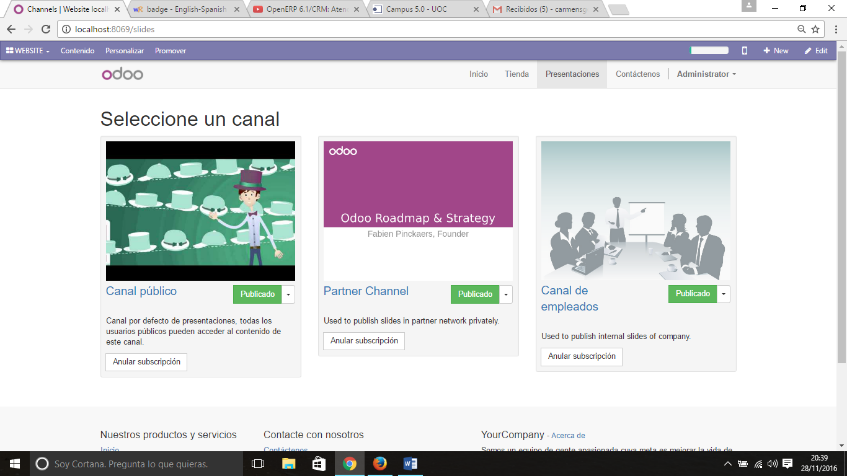 Channels | Website locall
badge - English-Spanish
OpenERP 6.1/CRM: Aten
Campus 5.0 - UOC
Recibidos (5) - carmensg
localhost:8069/slides
WEBSITE Contenido Personalizar Promover New Edit
odoo
Inicio Tienda Presentaciones Contáctenos Administrator
Seleccione un canal
odoo
Odoo Roadmap & Strategy
Fabien Pinckaers, Founder
Canal público
Publicado
Canal por defecto de presentaciones, todas los
usuarios públicos pueden acceder al contenido de
este canal.
Anular subscripción
Partner Channel
Publicado
Used to publish slides in partner network privately.
Anular subscripción
Canal de
empleados
Publicado
Used to publish internal slides of company.
Anular subscripción
Nuestros productos y servicios
Inicio
Contacte con nosotros
Contáctenos
YourCompany - Acerca de
Somos un equipo de gente apasionada cuya meta es mejorar la vida de
Soy Cortana. Pregunta lo que quieras.
20:39
28/11/2016